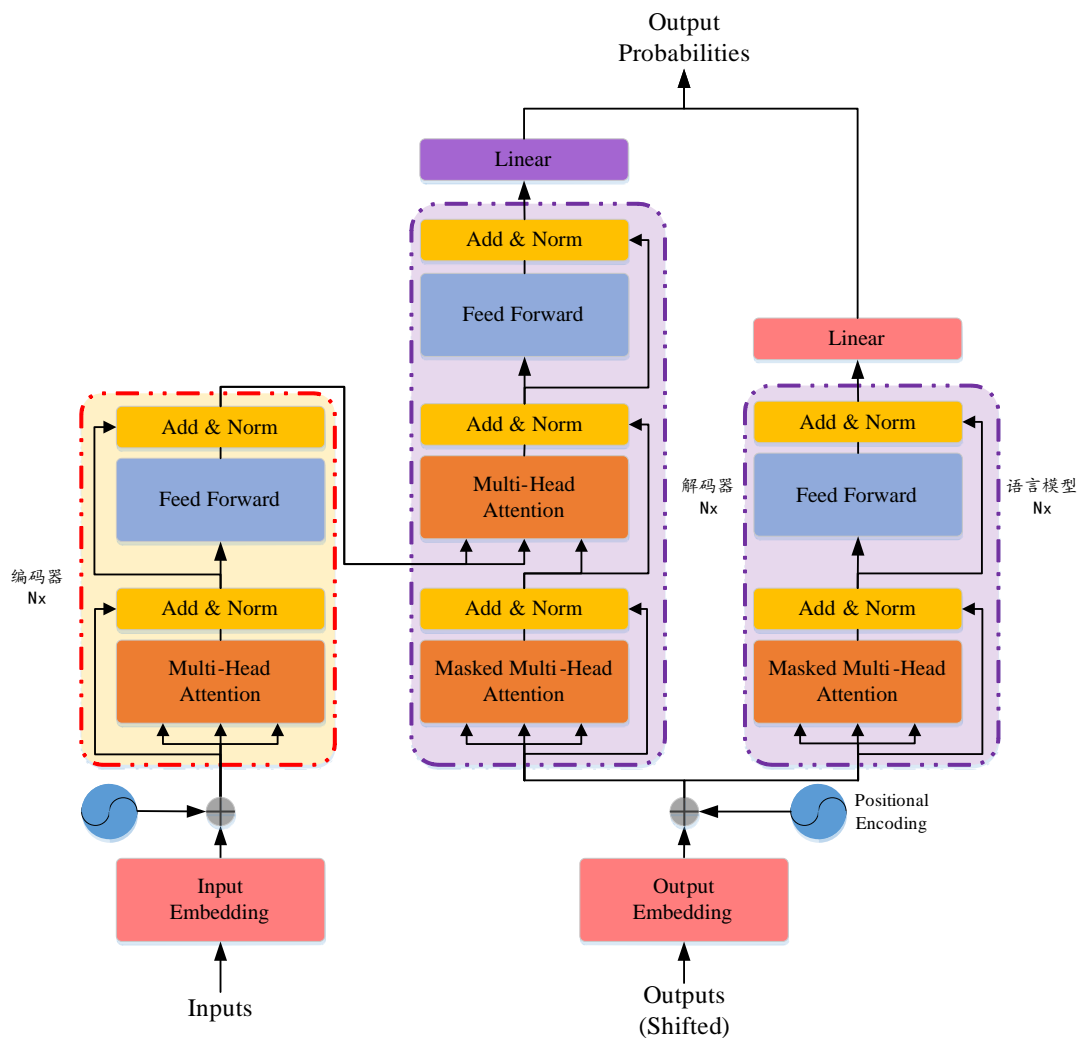 Output
Probabilities
Linear
Add & Norm
Feed Forward
Add & Norm
Multi-Head
Attention
Add & Norm
Masked Multi-Head
Attention
解码器
Nx
Linear
Add & Norm
Feed Forward
Add & Norm
Masked Multi-Head
Attention
语言模型
Nx
Add & Norm
Feed Forward
Add & Norm
Multi-Head
Attention
编码器
Nx
Positional
Encoding
Input
Embedding
Output
Embedding
Inputs
Outputs
(Shifted)